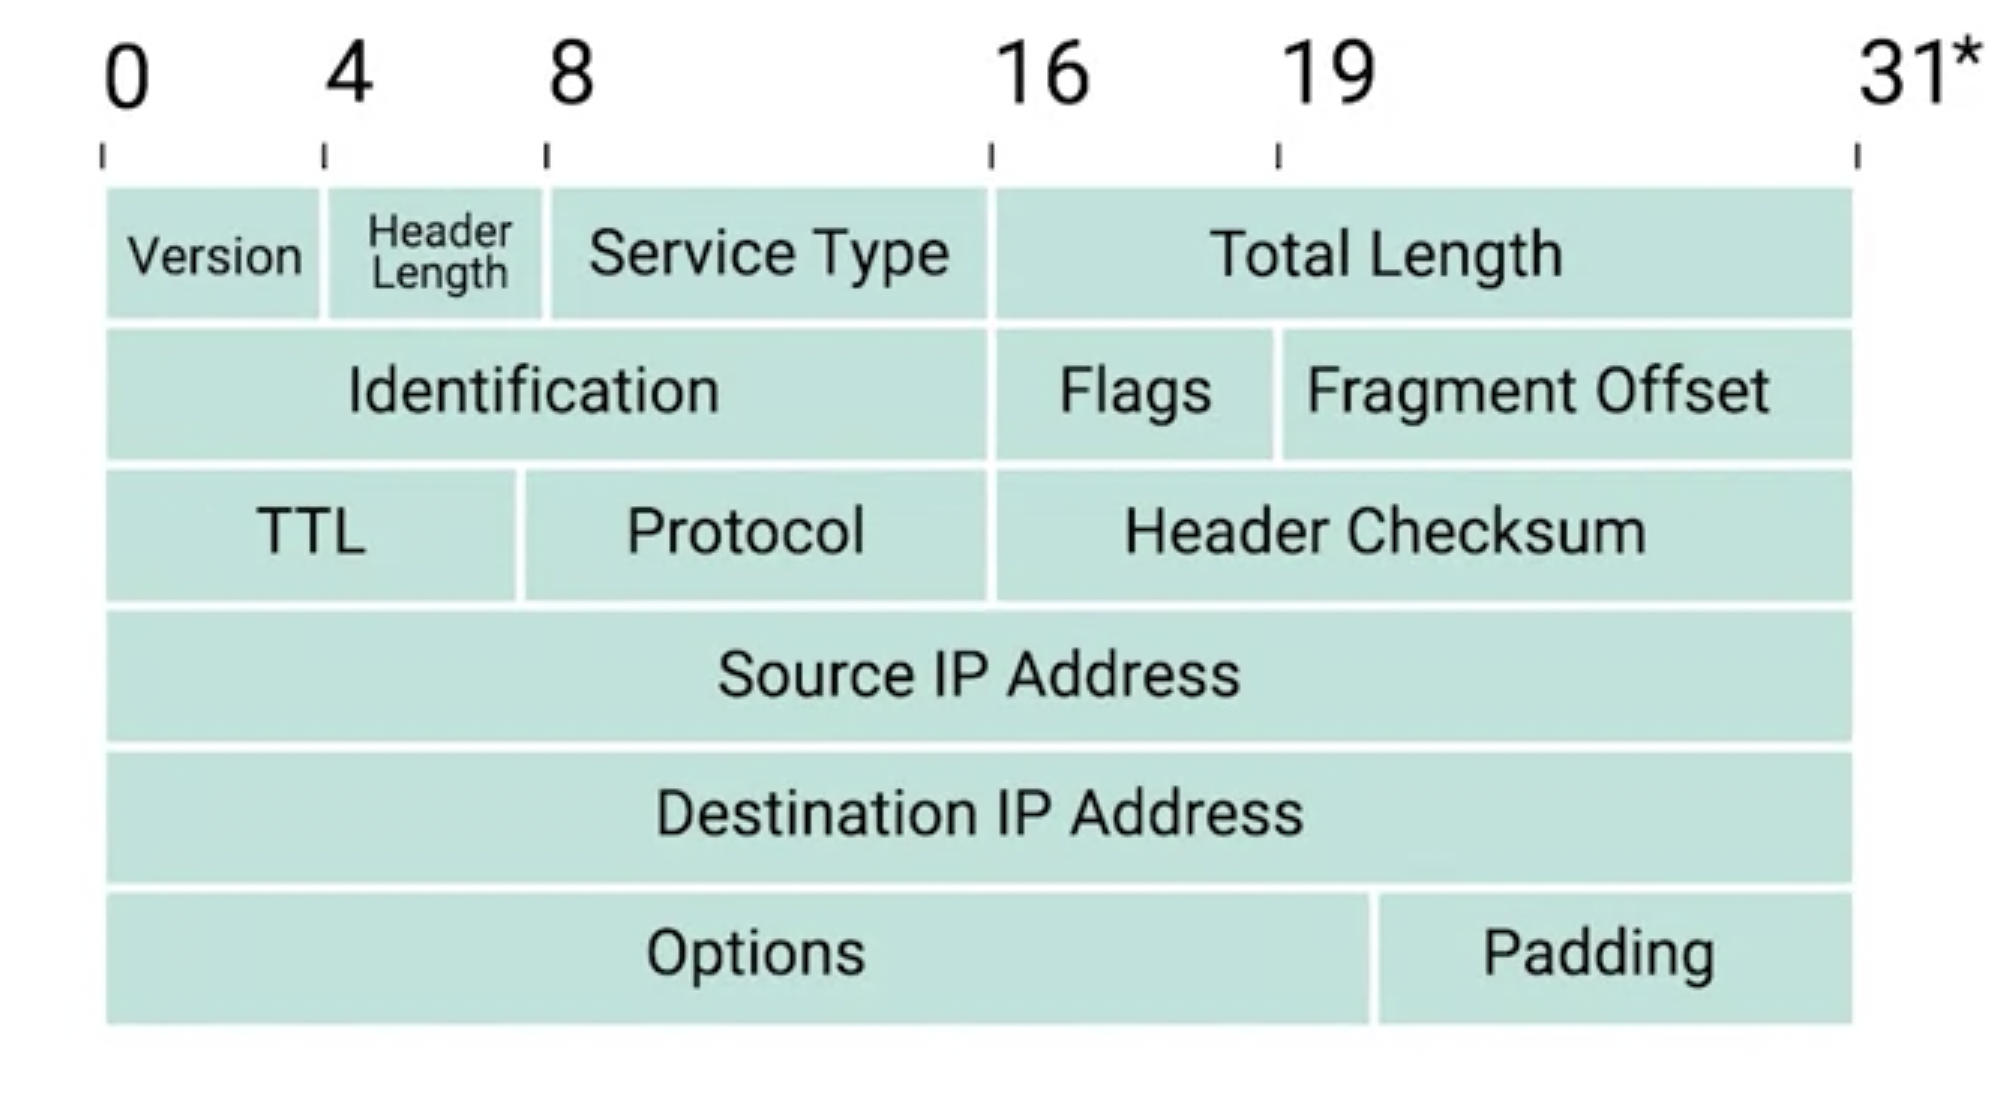 0 4 8 16 19 31*
Version Header Length Service Type Total Length
Identification Flags Fragment Offset
TTL Protocol Header Checksum
Source IP Address
Destination IP Address
Options Padding